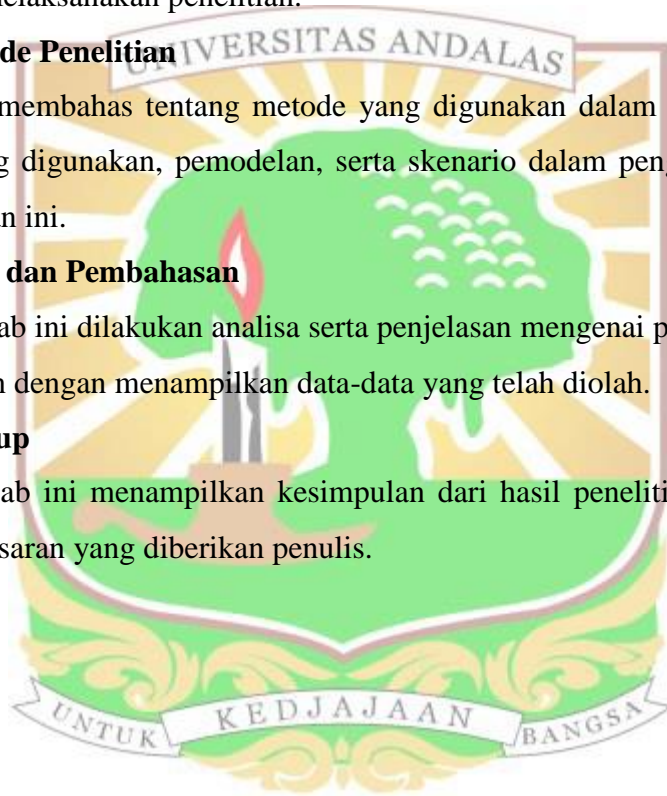 melaksanakan penelitian.
UNIVERSITAS ANDALAS
de Penelitian
membahas tentang metode yang digunakan dalam
g digunakan, pemodelan, serta skenario dalam
an ini.
dan Pembahasan
ab ini dilakukan analisa serta penjelasan mengenai
n dengan menampilkan data-data yang telah diolah.
up
ab ini menampilkan kesimpulan dari hasil
saran yang diberikan penulis.
UNTUK KEDJAJAAN BANGSA